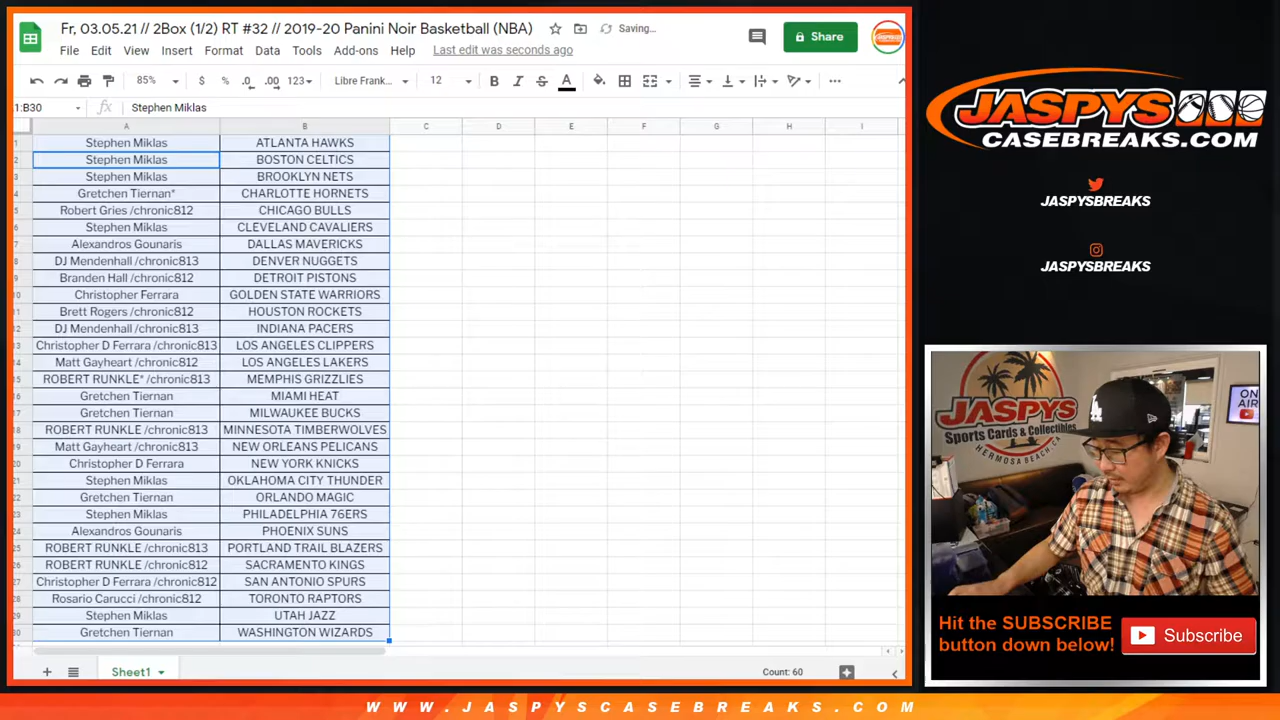 Fr, 03.05.21 // 2Box (1/2) RT #32 // 2019-20 Panini Noir Basketball (NBA) Saving...
File Edit View Insert Format Data Tools Add-ons Help Last edit was seconds ago
Share
85% $ % .0 .00 123 Libre Frank... 12 B I S A
1:B30 fx Stephen Miklas
A B C D E F G H I
1 Stephen Miklas ATLANTA HAWKS
2 Stephen Miklas BOSTON CELTICS
3 Stephen Miklas BROOKLYN NETS
4 Gretchen Tiernan* CHARLOTTE HORNETS
5 Robert Gries /chronic812 CHICAGO BULLS
6 Stephen Miklas CLEVELAND CAVALIERS
7 Alexandros Gounaris DALLAS MAVERICKS
8 DJ Mendenhall /chronic813 DENVER NUGGETS
9 Branden Hall /chronic812 DETROIT PISTONS
10 Christopher Ferrara GOLDEN STATE WARRIORS
11 Brett Rogers /chronic812 HOUSTON ROCKETS
12 DJ Mendenhall /chronic813 INDIANA PACERS
13 Christopher D Ferrara /chronic813 LOS ANGELES CLIPPERS
14 Matt Gayheart /chronic812 LOS ANGELES LAKERS
15 ROBERT RUNKLE* /chronic813 MEMPHIS GRIZZLIES
16 Gretchen Tiernan MIAMI HEAT
17 Gretchen Tiernan MILWAUKEE BUCKS
18 ROBERT RUNKLE /chronic813 MINNESOTA TIMBERWOLVES
19 Matt Gayheart /chronic813 NEW ORLEANS PELICANS
20 Christopher D Ferrara NEW YORK KNICKS
21 Stephen Miklas OKLAHOMA CITY THUNDER
22 Gretchen Tiernan ORLANDO MAGIC
23 Stephen Miklas PHILADELPHIA 76ERS
24 Alexandros Gounaris PHOENIX SUNS
25 ROBERT RUNKLE /chronic813 PORTLAND TRAIL BLAZERS
26 ROBERT RUNKLE /chronic812 SACRAMENTO KINGS
27 Christopher D Ferrara /chronic812 SAN ANTONIO SPURS
28 Rosario Carucci /chronic812 TORONTO RAPTORS
29 Stephen Miklas UTAH JAZZ
30 Gretchen Tiernan WASHINGTON WIZARDS
Sheet1 Count: 60
JASPYS
CASEBREAKS.COM
JASPYSBREAKS
JASPYSBREAKS
JASPYS
Sports Cards & Collectibles
HERMOSA BEACH, CA
ON
AIR
LA
Hit the SUBSCRIBE
button down below!
Subscribe
WWW.JASPYSCASEBREAKS.COM